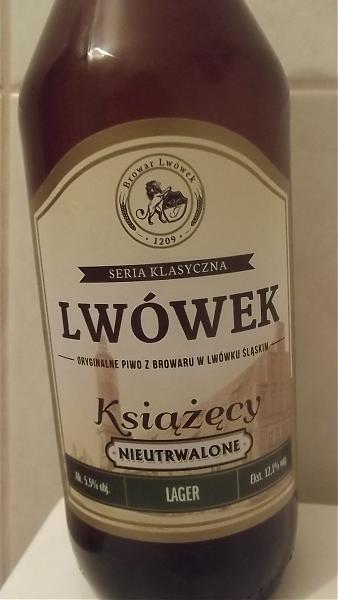 Browar Lwówek
1209
SERIA KLASYCZNA
LWÓWEK
ORYGINALNE PIWO Z BROWARU W LWÓWKU ŚLĄSKIM
Książęcy
NIEUTRWALONE
Alk. 5,5% obj.
LAGER
Ekst. 12,1% wag.